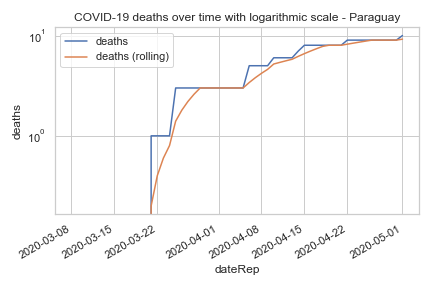 COVID-19 deaths over time with logarithmic scale - Paraguay
deaths
deaths (rolling)
10¹
10⁰
deaths
2020-03-08
2020-03-15
2020-03-22
2020-04-01
2020-04-08
2020-04-15
2020-04-22
2020-05-01
dateRep